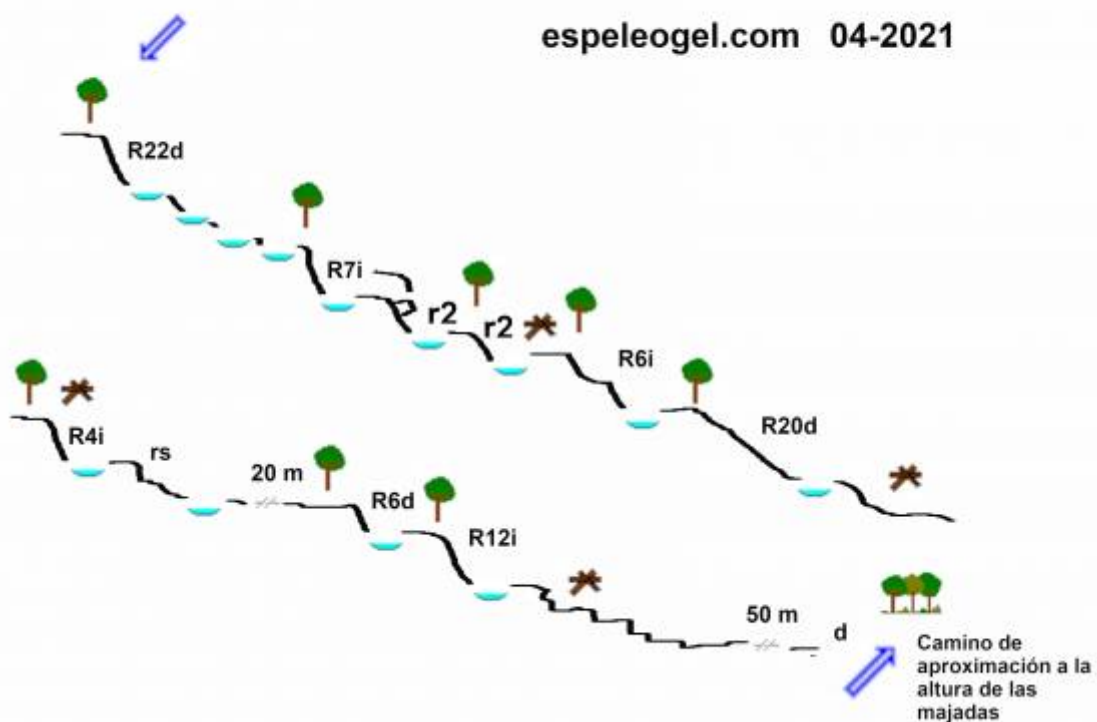 espeleogel.com 04-2021
R22d
R7i
r2
r2
R6i
R20d
R4i
rs
20 m
R6d
R12i
50 m
d
Camino de
aproximación a la
altura de las
majadas